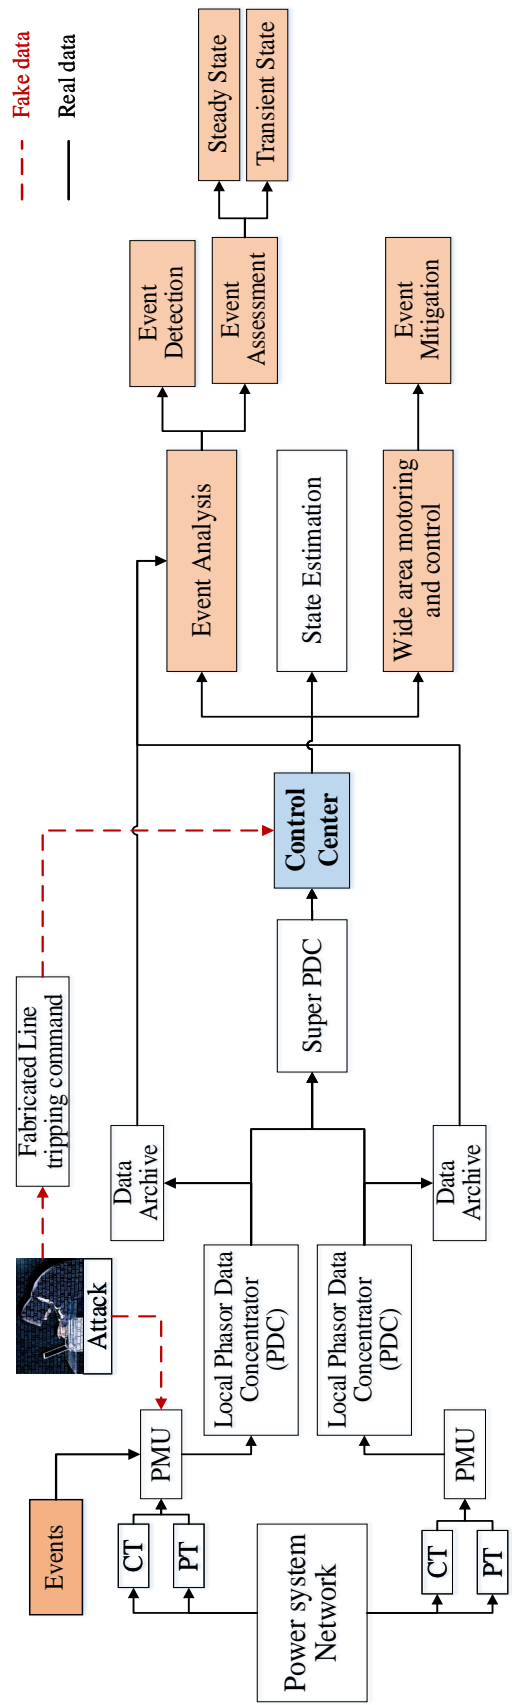 Fake data
Real data
Events
Attack
Fabricated Line
tripping command
CT
PT
PMU
Power system
Network
CT
PT
PMU
Local Phasor Data
Concentrator
(PDC)
Local Phasor Data
Concentrator
(PDC)
Data
Archive
Data
Archive
Super PDC
Control
Center
Event Analysis
State Estimation
Wide area motoring
and control
Event
Detection
Event
Assessment
Event
Mitigation
Steady State
Transient State